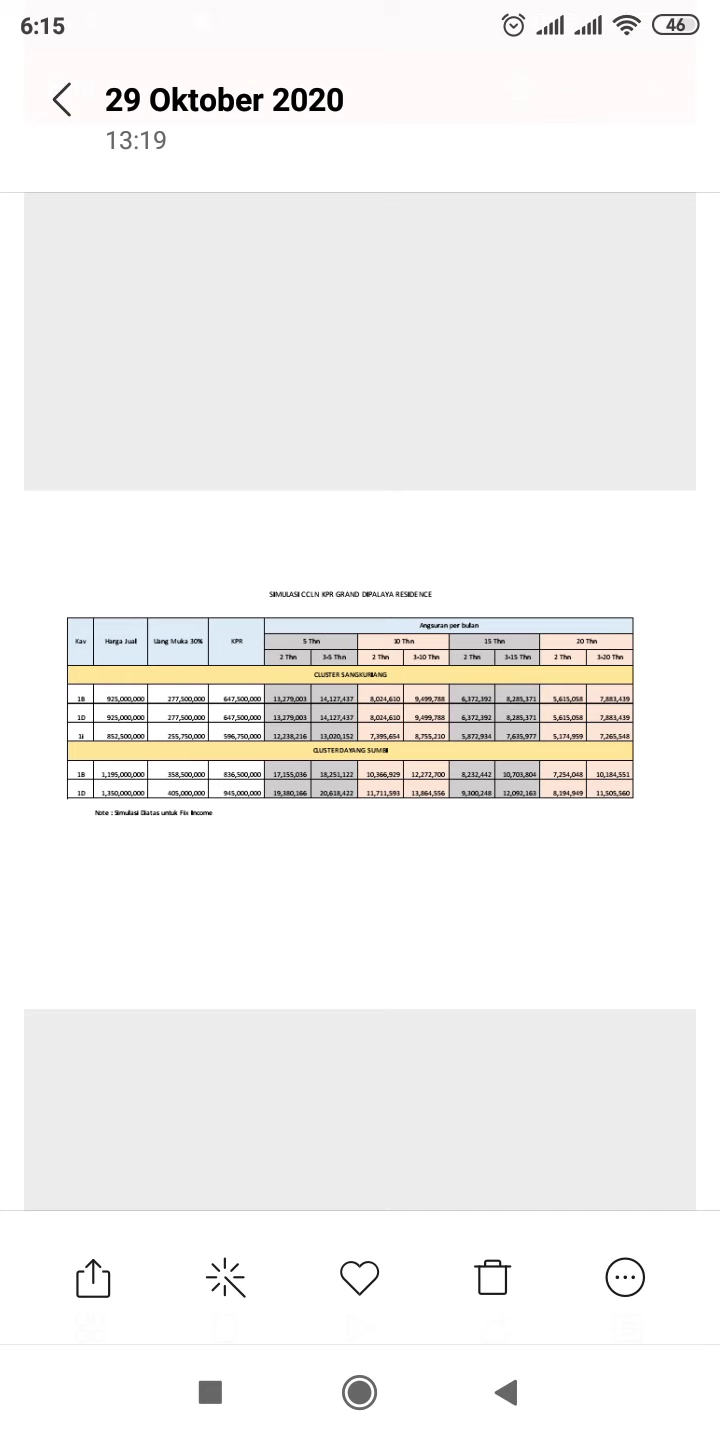 6:15
46
29 Oktober 2020
13:19
SIMULASI CCLN KPR GRAND DIPALAYA RESIDENCE
Kav Harga Jual Uang Muka 30% KPR Angsuran per bulan
5 Thn 10 Thn 15 Thn 20 Thn
2 Thn 3-5 Thn 2 Thn 3-10 Thn 2 Thn 3-15 Thn 2 Thn 3-20 Thn
CLUSTER SANGKURIANG
1B 925,000,000 277,500,000 647,500,000 13,279,003 14,127,437 8,024,610 9,499,788 6,372,392 8,285,371 5,615,058 7,883,439
1D 925,000,000 277,500,000 647,500,000 13,279,003 14,127,437 8,024,610 9,499,788 6,372,392 8,285,371 5,615,058 7,883,439
1I 852,500,000 255,750,000 596,750,000 12,238,216 13,020,152 7,395,654 8,755,210 5,872,934 7,635,977 5,174,959 7,265,548
CLUSTER DAYANG SUMBI
1B 1,195,000,000 358,500,000 836,500,000 17,155,036 18,251,122 10,366,929 12,272,700 8,232,442 10,703,804 7,254,048 10,184,551
1D 1,350,000,000 405,000,000 945,000,000 19,380,166 20,618,422 11,711,593 13,864,556 9,300,248 12,092,163 8,194,949 11,505,560
Note : Simulasi Diatas untuk Fix Income